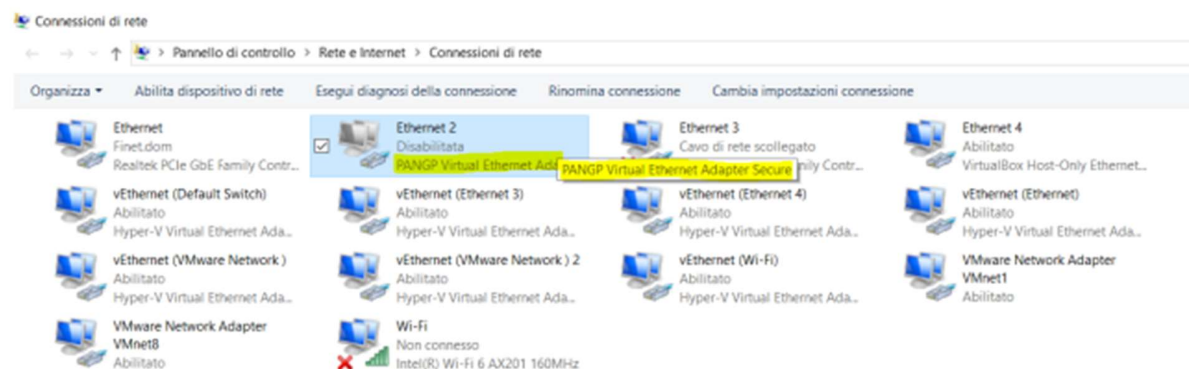 Connessioni di rete
Pannello di controllo > Rete e Internet > Connessioni di rete
Organizza Abilita dispositivo di rete Esegui diagnosi della connessione Rinomina connessione Cambia impostazioni connessione
Ethernet
Finet.dom
Realtek PCIe GbE Family Contr...
Ethernet 2
Disabilitata
PANGP Virtual Ethernet Ada
PANGP Virtual Ethernet Adapter Secure
Ethernet 3
Cavo di rete scollegato
mily Contr...
Ethernet 4
Abilitato
VirtualBox Host-Only Ethernet...
vEthernet (Default Switch)
Abilitato
Hyper-V Virtual Ethernet Ada...
vEthernet (Ethernet 3)
Abilitato
Hyper-V Virtual Ethernet Ada...
vEthernet (Ethernet 4)
Abilitato
Hyper-V Virtual Ethernet Ada...
vEthernet (Ethernet)
Abilitato
Hyper-V Virtual Ethernet Ada...
vEthernet (VMware Network )
Abilitato
Hyper-V Virtual Ethernet Ada...
vEthernet (VMware Network ) 2
Abilitato
Hyper-V Virtual Ethernet Ada...
vEthernet (Wi-Fi)
Abilitato
Hyper-V Virtual Ethernet Ada...
VMware Network Adapter
VMnet1
Abilitato
VMware Network Adapter
VMnet8
Abilitato
Wi-Fi
Non connesso
Intel(R) Wi-Fi 6 AX201 160MHz